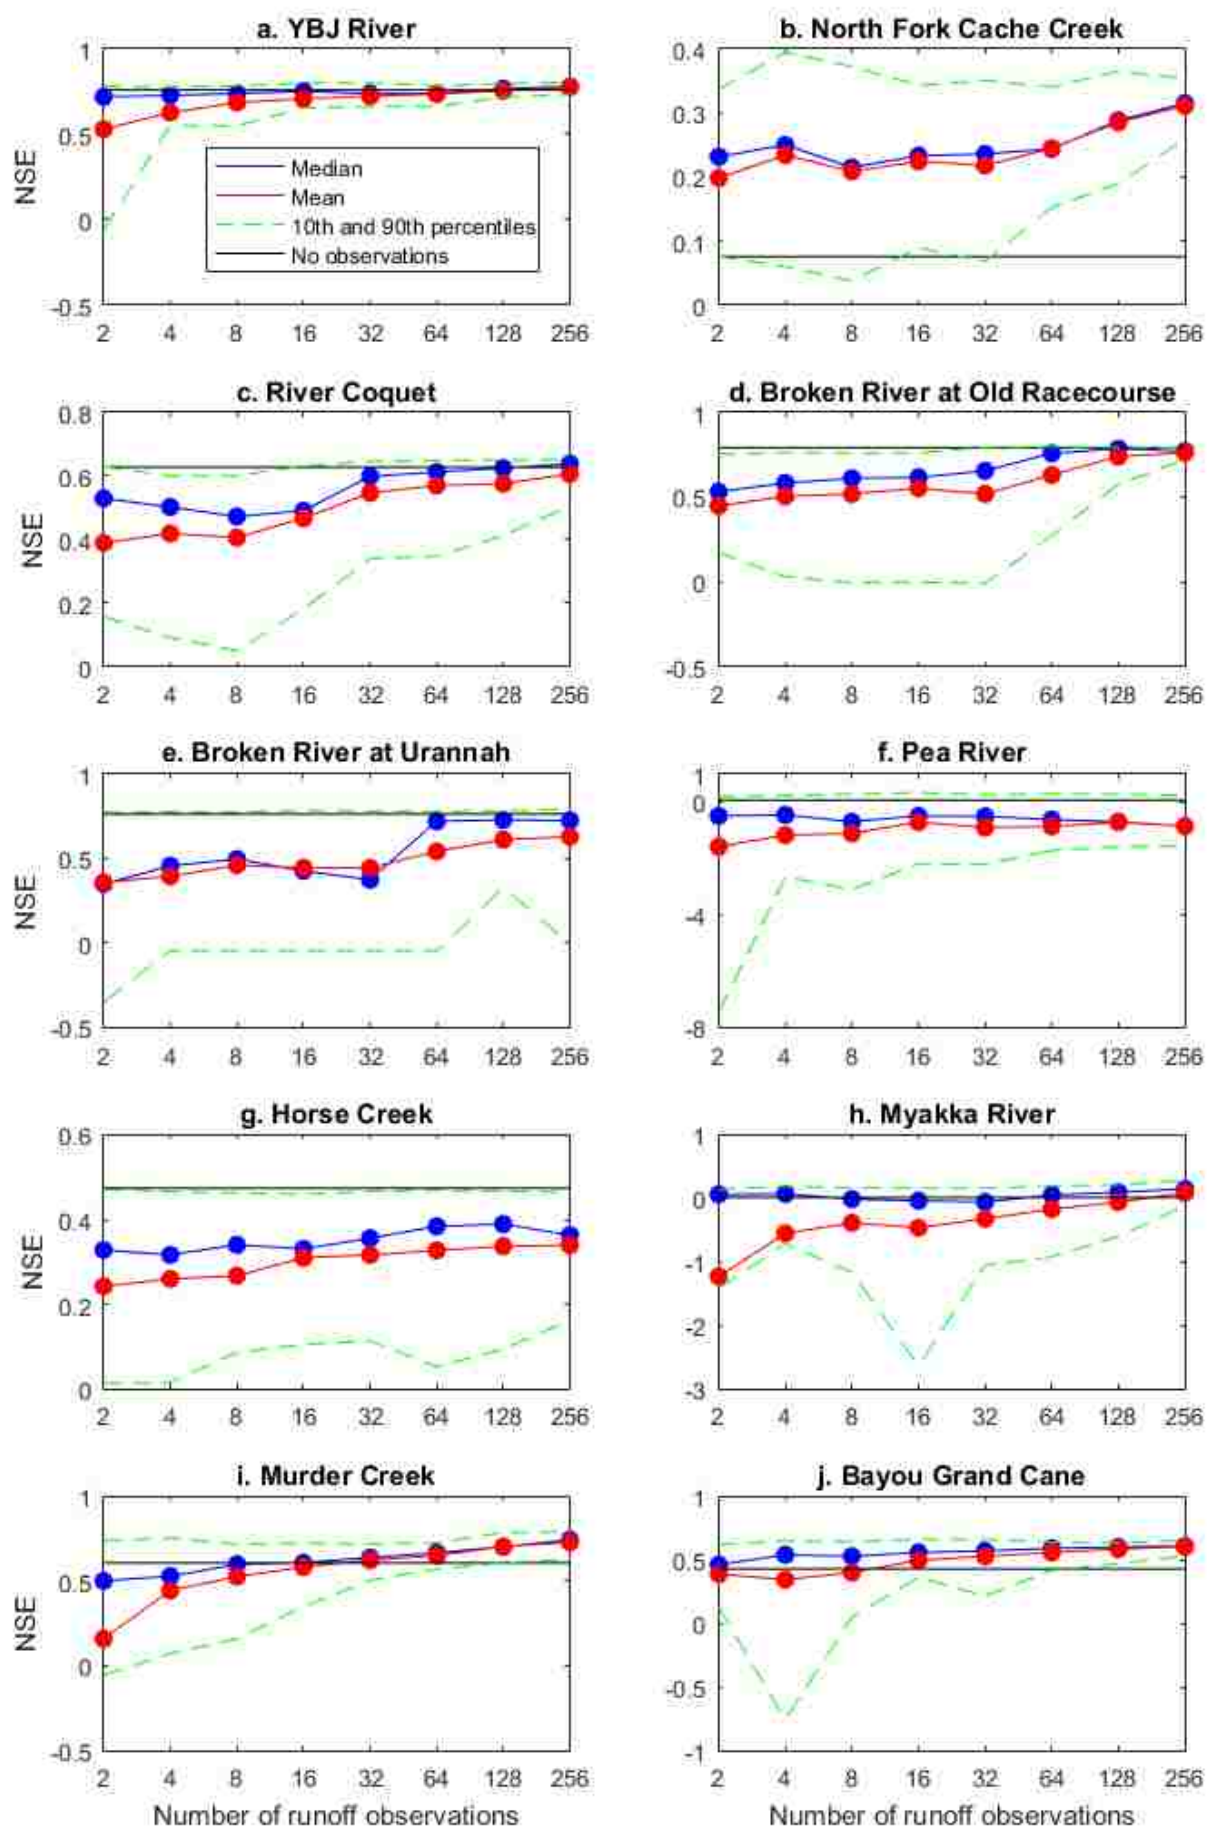 a. YBJ River
b. North Fork Cache Creek
1
0.5
0
-0.5
NSE
Median
Mean
10th and 90th percentiles
No observations
2 4 8 16 32 64 128 256
0.4
0.3
0.2
0.1
0
2 4 8 16 32 64 128 256
c. River Coquet
d. Broken River at Old Racecourse
0.8
0.6
0.4
0.2
0
NSE
2 4 8 16 32 64 128 256
1
0.5
0
-0.5
2 4 8 16 32 64 128 256
e. Broken River at Urannah
f. Pea River
1
0.5
0
-0.5
NSE
2 4 8 16 32 64 128 256
1
0
-4
-8
2 4 8 16 32 64 128 256
g. Horse Creek
h. Myakka River
0.6
0.4
0.2
0
NSE
2 4 8 16 32 64 128 256
1
0
-1
-2
-3
2 4 8 16 32 64 128 256
i. Murder Creek
j. Bayou Grand Cane
1
0.5
0
-0.5
NSE
2 4 8 16 32 64 128 256
Number of runoff observations
1
0.5
0
-0.5
-1
2 4 8 16 32 64 128 256
Number of runoff observations